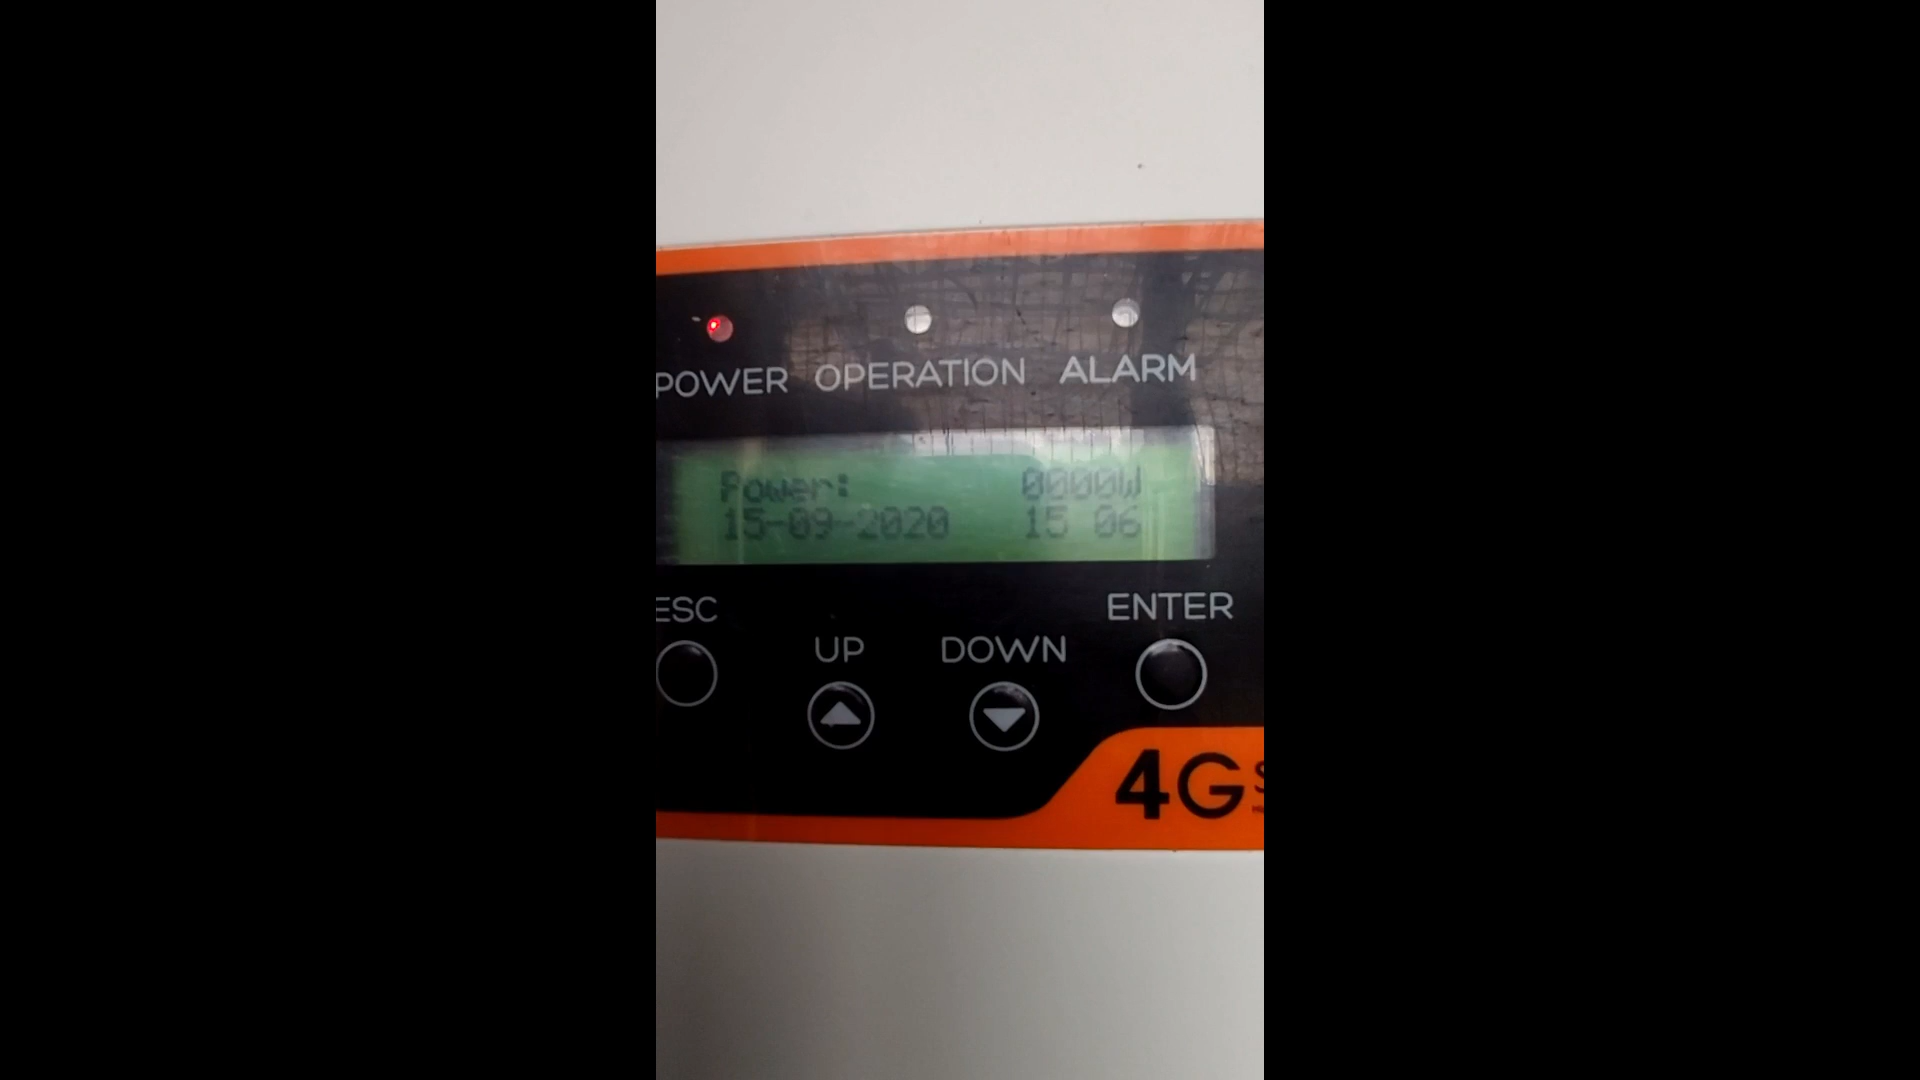 POWER OPERATION ALARM
Power: 0000W
15-09-2020 15 06
ESC UP DOWN ENTER
4G